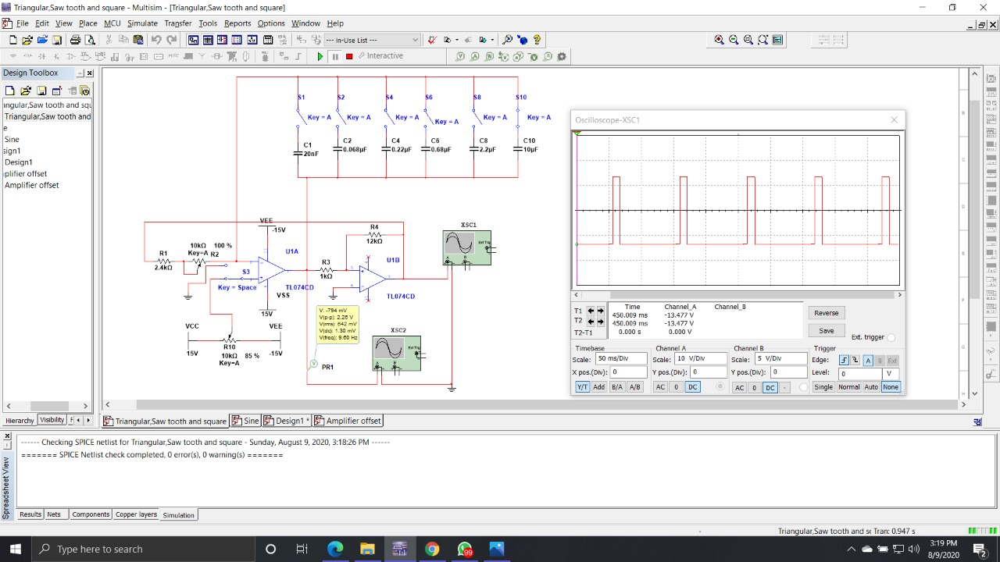 Triangular,Saw tooth and square - Multisim - [Triangular,Saw tooth and square]
File Edit View Place MCU Simulate Transfer Tools Reports Options Window Help
--- In-Use List ---
Interactive
Design Toolbox
angular,Saw tooth and squ
Triangular,Saw tooth and
e
Sine
sign1
Design1
plifier offset
Amplifier offset
Hierarchy Visibility
S1 S2 S4 S6 S8 S10
Key = A Key = A Key = A Key = A Key = A Key = A
C1 C2 C4 C6 C8 C10
20nF 0.068µF 0.22µF 0.68µF 2.2µF 10µF
VEE
-15V
R4
12kΩ
XSC1
Ext Trig
A B
10kΩ 100 %
Key=A
R1 R2
2.4kΩ
U1A
R3
1kΩ
U1B
S3
Key = Space
TL074CD
VSS
15V
TL074CD
V: -794 mV
V(p-p): 2.25 V
V(rms): 642 mV
V(dc): 1.30 mV
V(freq): 9.60 Hz
VCC VEE
15V -15V
R10
10kΩ 85 %
Key=A
XSC2
Ext Trig
A B
V
PR1
Oscilloscope-XSC1
Time Channel_A Channel_B
T1 450.009 ms -13.477 V
T2 450.009 ms -13.477 V
T2-T1 0.000 s 0.000 V
Reverse
Save
Ext. trigger
Timebase Channel A Channel B Trigger
Scale: 50 ms/Div Scale: 10 V/Div Scale: 5 V/Div Edge: A B Ext
X pos.(Div): 0 Y pos.(Div): 0 Y pos.(Div): 0 Level: 0 V
Y/T Add B/A A/B AC 0 DC AC 0 DC - Single Normal Auto None
Triangular,Saw tooth and square Sine Design1 * Amplifier offset
Spreadsheet View
------ Checking SPICE netlist for Triangular,Saw tooth and square - Sunday, August 9, 2020, 3:18:26 PM ------
======= SPICE Netlist check completed, 0 error(s), 0 warning(s) =======
Results Nets Components Copper layers Simulation
- Triangular,Saw tooth and sc Tran: 0.947 s
Type here to search
99
3:19 PM
8/9/2020
2